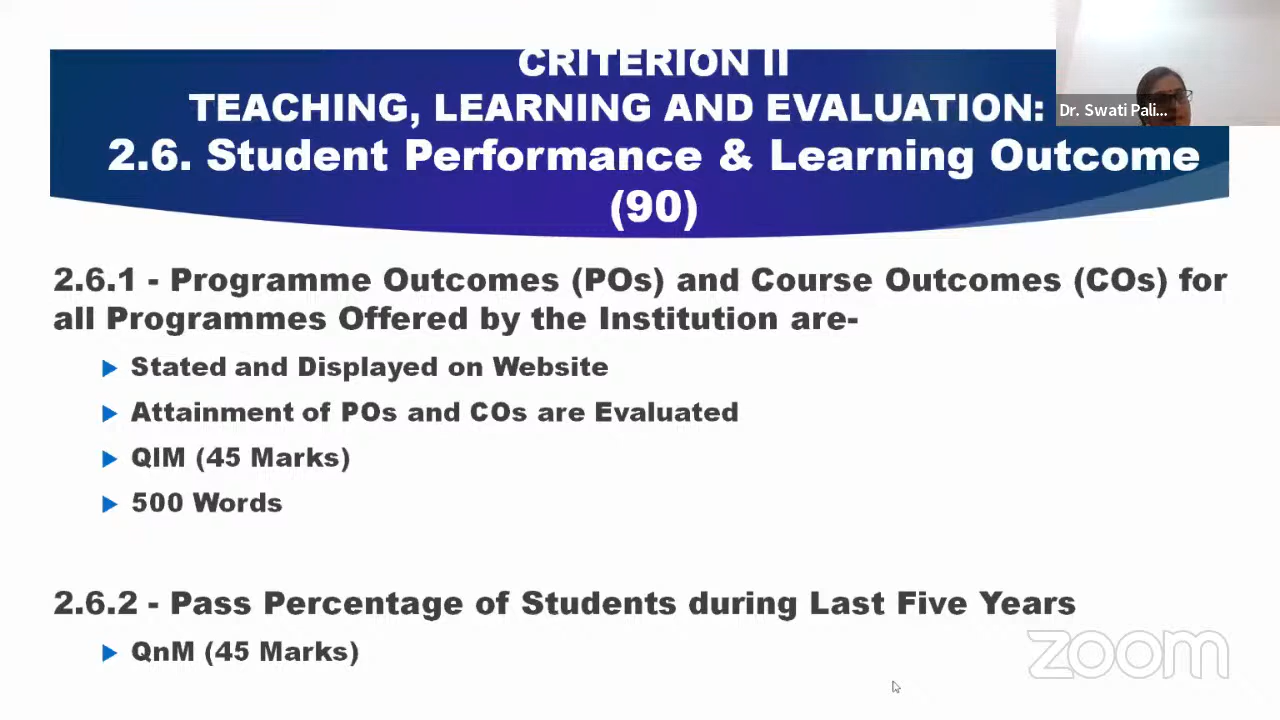 CRITERION II
TEACHING, LEARNING AND EVALUATION:
Dr. Swati Pali...
2.6. Student Performance & Learning Outcome
(90)
2.6.1 - Programme Outcomes (POs) and Course Outcomes (COs) for
all Programmes Offered by the Institution are-
Stated and Displayed on Website
Attainment of POs and COs are Evaluated
QlM (45 Marks)
500 Words
2.6.2 - Pass Percentage of Students during Last Five Years
QnM (45 Marks)
zoom